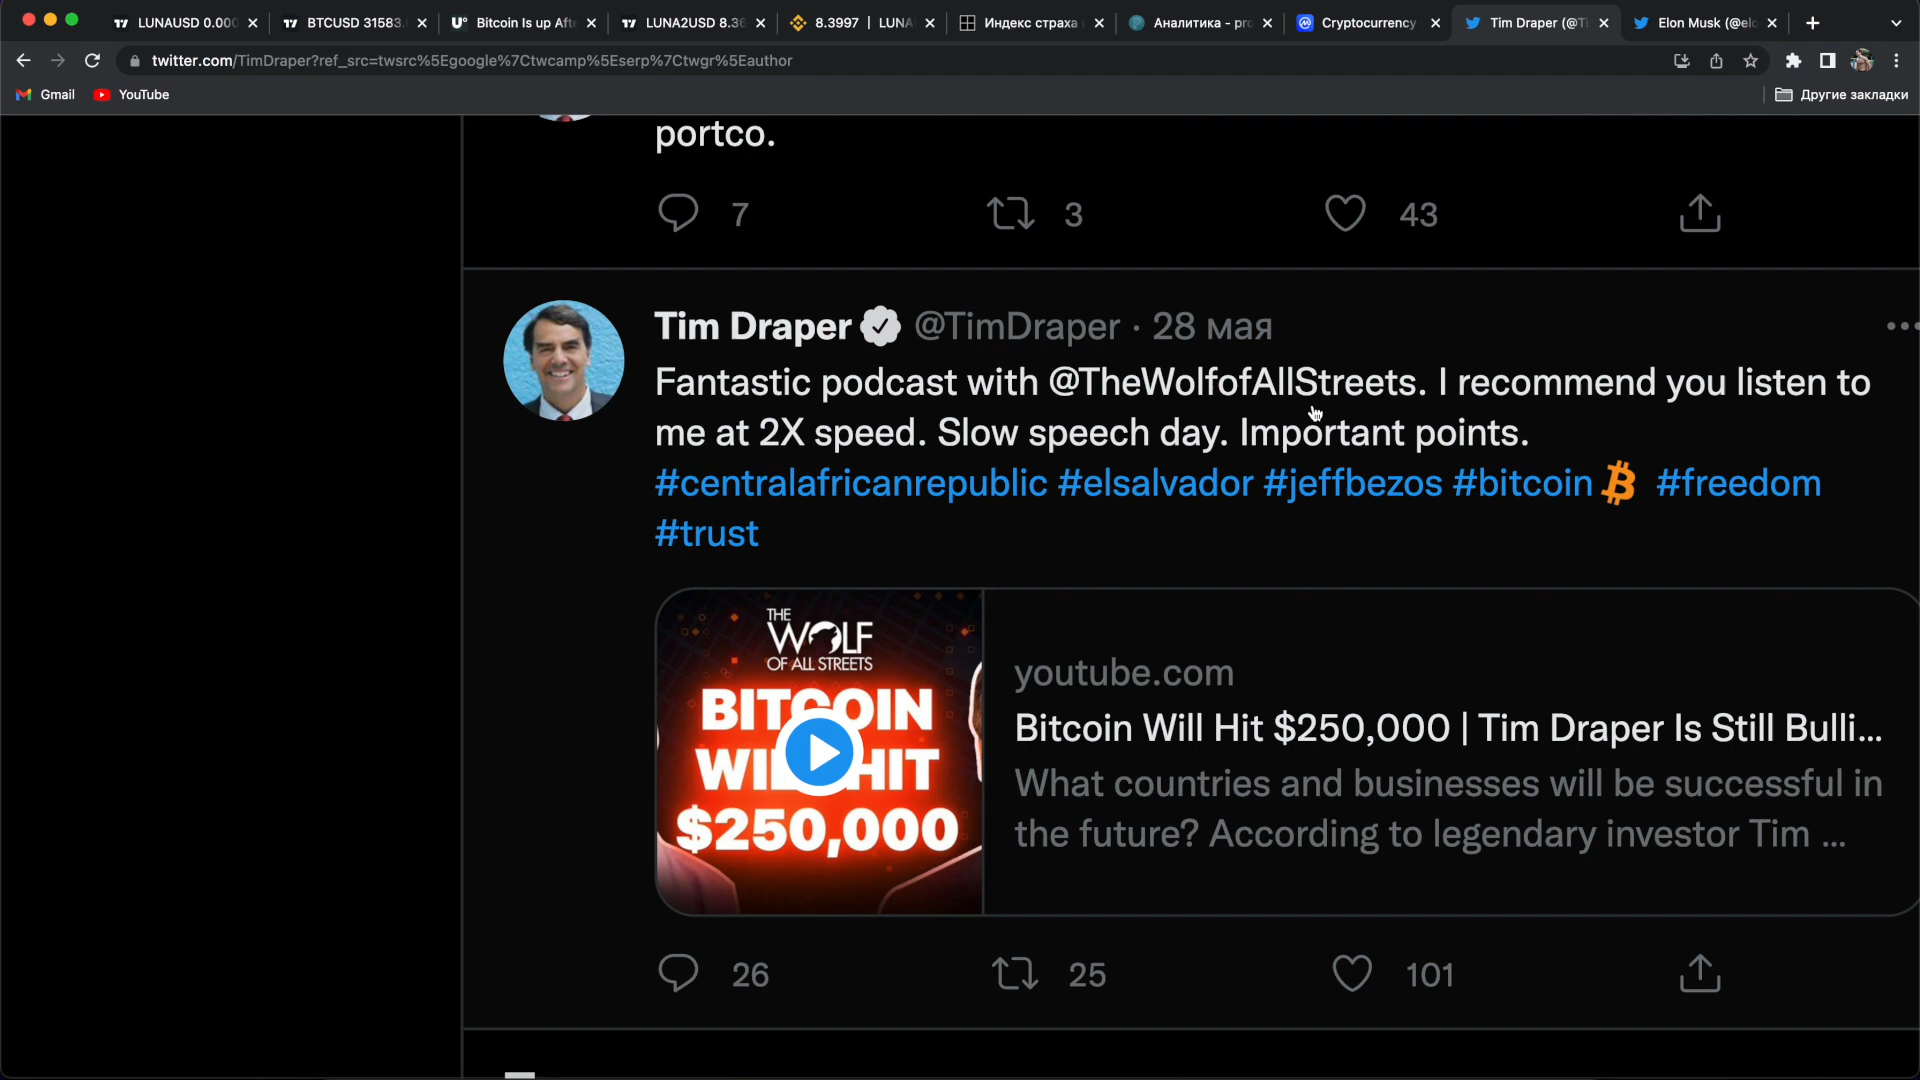 LUNAUSD 0.000
BTCUSD 31583.
U° Bitcoin Is up Afte
LUNA2USD 8.36
8.3997 | LUNA
Индекс страха
Аналитика - pro
Cryptocurrency
Tim Draper (@Ti
Elon Musk (@elo
twitter.com/TimDraper?ref_src=twsrc%5Egoogle%7Ctwcamp%5Eserp%7Ctwgr%5Eauthor
Gmail
YouTube
Другие закладки
portco.
7 3 43
Tim Draper @TimDraper · 28 мая
Fantastic podcast with @TheWolfofAllStreets. I recommend you listen to
me at 2X speed. Slow speech day. Important points.
#centralafricanrepublic #elsalvador #jeffbezos #bitcoin #freedom
#trust
THE
WOLF
OF ALL STREETS
BITCOIN
WILL HIT
$250,000
youtube.com
Bitcoin Will Hit $250,000 | Tim Draper Is Still Bulli...
What countries and businesses will be successful in
the future? According to legendary investor Tim ...
26 25 101